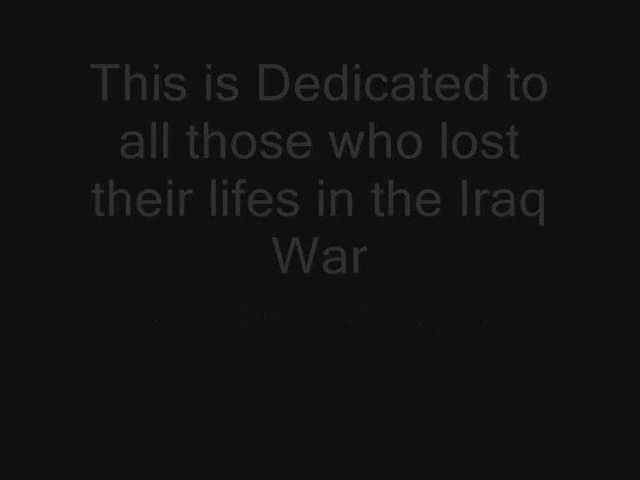 This is Dedicated to
all those who lost
their lifes in the Iraq
War